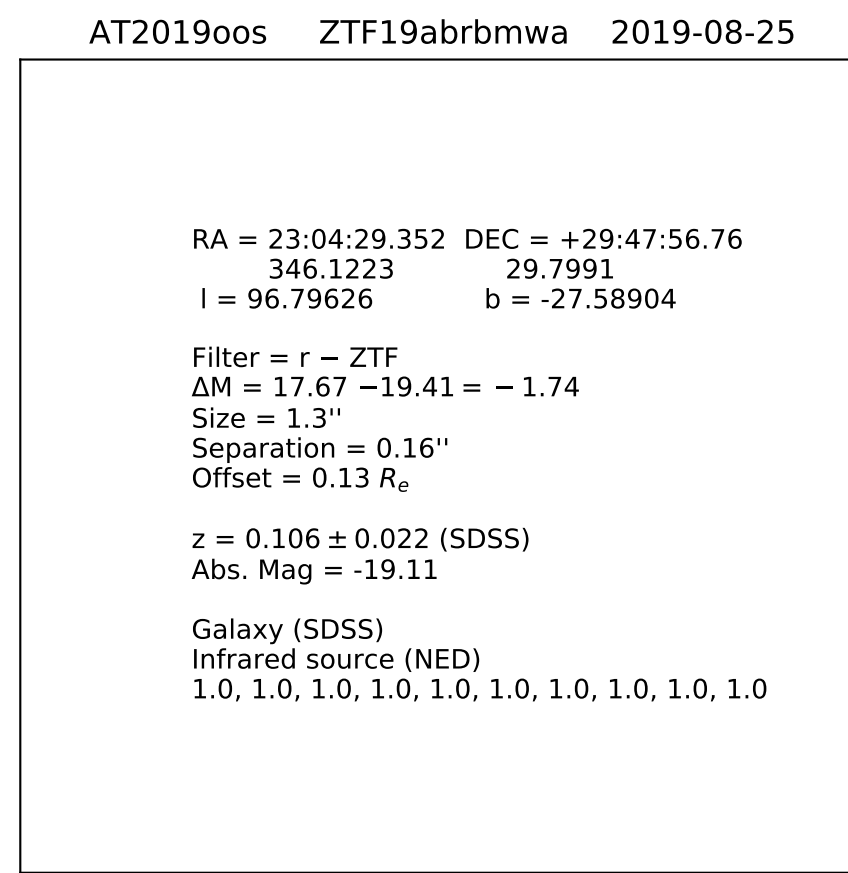 AT2019oos ZTF19abrbmwa 2019-08-25
RA = 23:04:29.352 DEC = +29:47:56.76
346.1223 29.7991
l = 96.79626 b = -27.58904
Filter = r − ZTF
ΔM = 17.67 −19.41 = − 1.74
Size = 1.3''
Separation = 0.16''
Offset = 0.13 Rₑ
z = 0.106 ± 0.022 (SDSS)
Abs. Mag = -19.11
Galaxy (SDSS)
Infrared source (NED)
1.0, 1.0, 1.0, 1.0, 1.0, 1.0, 1.0, 1.0, 1.0, 1.0